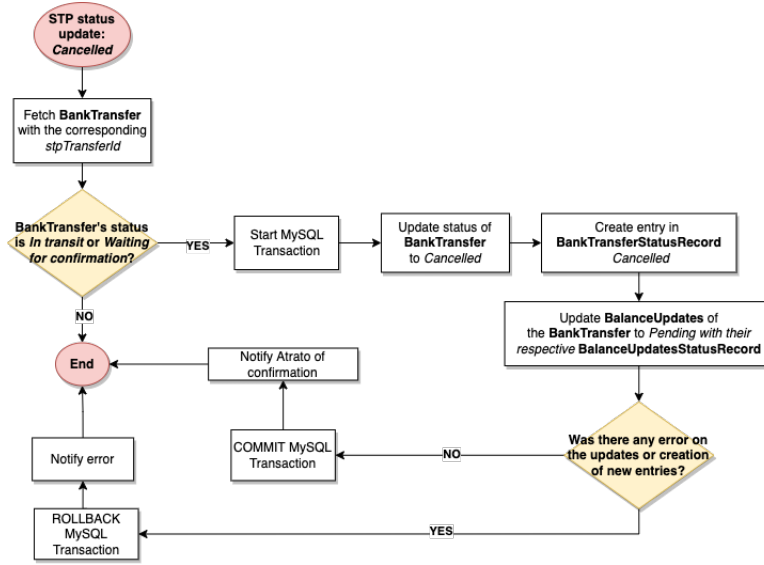 STP status
update:
Cancelled
Fetch BankTransfer
with the corresponding
stpTransferId
BankTransfer's status
is In transit or Waiting
for confirmation?
YES
Start MySQL
Transaction
Update status of
BankTransfer
to Cancelled
Create entry in
BankTransferStatusRecord
Cancelled
Update BalanceUpdates of
the BankTransfer to Pending with their
respective BalanceUpdatesStatusRecord
NO
End
Notify Atrato of
confirmation
Was there any error on
the updates or creation
of new entries?
NO
COMMIT MySQL
Transaction
Notify error
YES
ROLLBACK
MySQL
Transaction